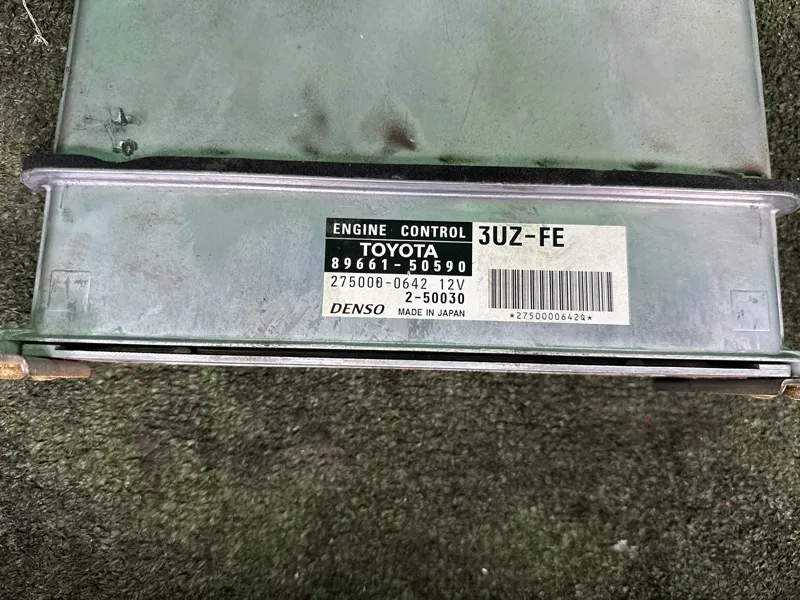 ENGINE CONTROL 3UZ-FE
TOYOTA
89661-50590
275000-0642 12V
2-50030
DENSO MADE IN JAPAN
*2750000642Q*